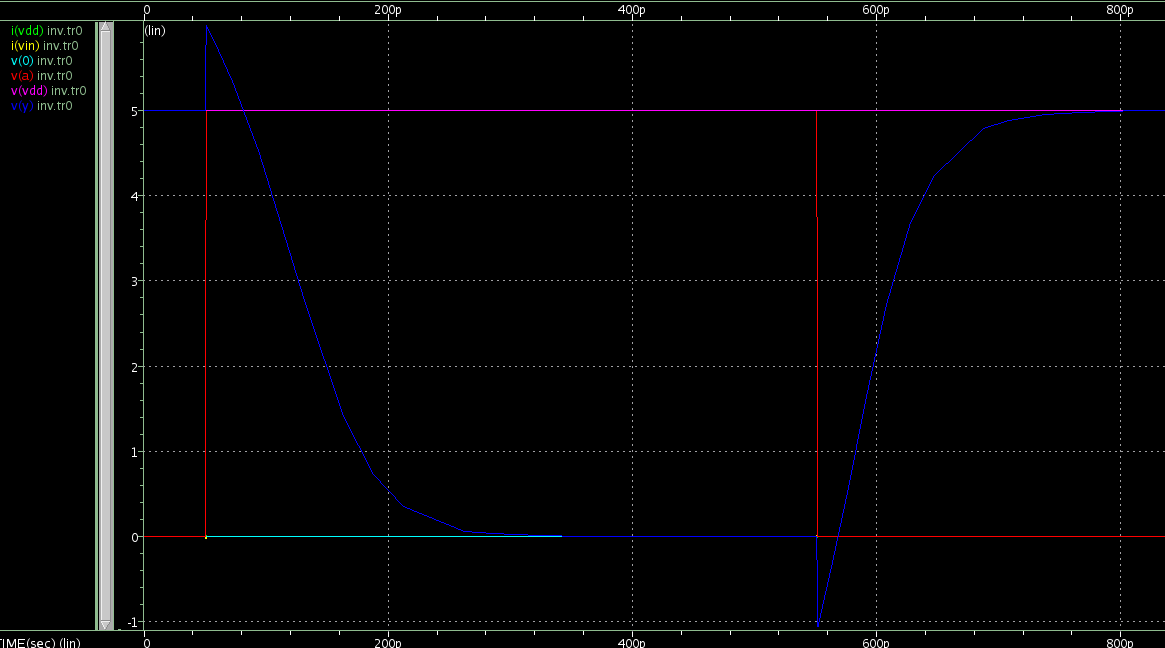 0 200p 400p 600p 800p
(lin)
i(vdd) inv.tr0
i(vin) inv.tr0
v(0) inv.tr0
v(a) inv.tr0
v(vdd) inv.tr0
v(y) inv.tr0
5
4
3
2
1
0
-1
TIME(sec) (lin)
0 200p 400p 600p 800p